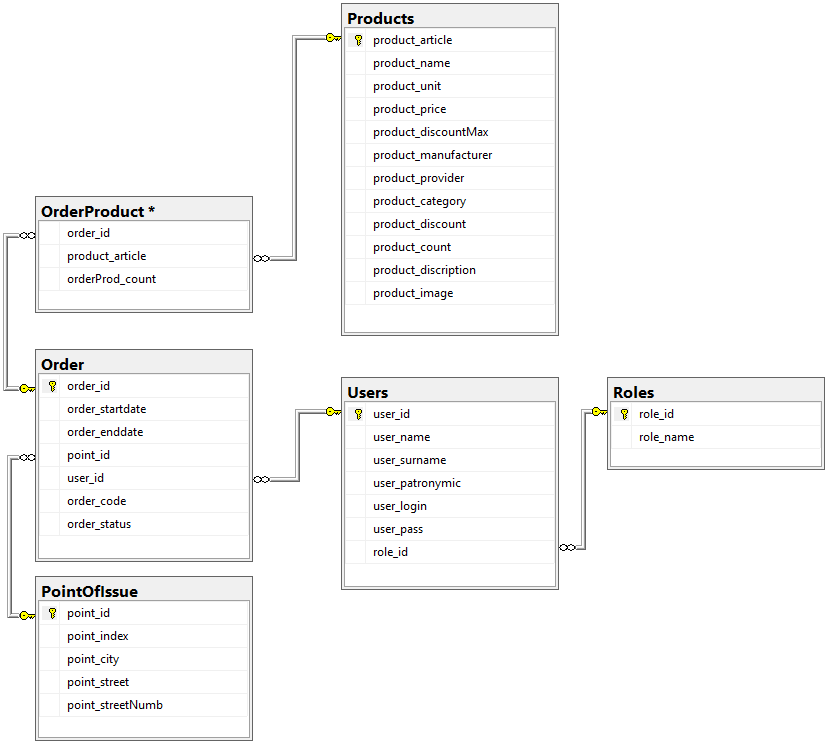 Products
product_article
product_name
product_unit
product_price
product_discountMax
product_manufacturer
product_provider
product_category
product_discount
product_count
product_discription
product_image
OrderProduct *
order_id
product_article
orderProd_count
Order
order_id
order_startdate
order_enddate
point_id
user_id
order_code
order_status
Users
user_id
user_name
user_surname
user_patronymic
user_login
user_pass
role_id
Roles
role_id
role_name
PointOfIssue
point_id
point_index
point_city
point_street
point_streetNumb